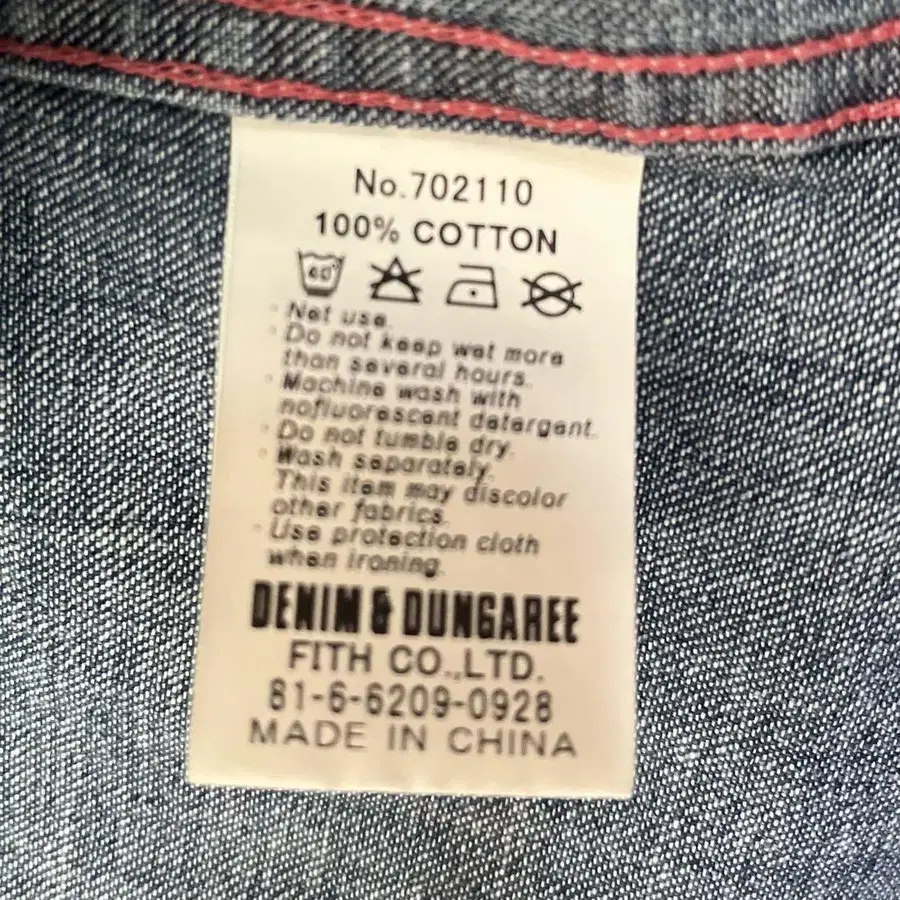 No.702110
100% COTTON
40
· Net use.
· Do not keep wet more
than several hours.
· Machine wash with
nofluorescent detergent.
· Do not tumble dry.
· Wash separately.
This item may discolor
other fabrics.
· Use protection cloth
when ironing.
DENIM & DUNGAREE
FITH CO.,LTD.
81-6-6209-0928
MADE IN CHINA